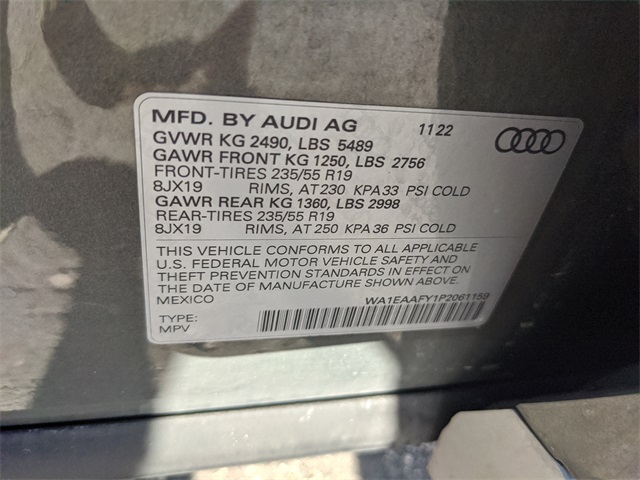 MFD. BY AUDI AG 11 22
GVWR KG 2490, LBS 5489
GAWR FRONT KG 1250, LBS 2756
FRONT-TIRES 235/55 R19
8JX19 RIMS, AT 230 KPA 33 PSI COLD
GAWR REAR KG 1360, LBS 2998
REAR-TIRES 235/55 R19
8JX19 RIMS, AT 250 KPA 36 PSI COLD
THIS VEHICLE CONFORMS TO ALL APPLICABLE
U.S. FEDERAL MOTOR VEHICLE SAFETY AND
THEFT PREVENTION STANDARDS IN EFFECT ON
THE DATE OF MANUFACTURE SHOWN ABOVE.
MEXICO WA1EAAFY1P2061159
TYPE:
MPV